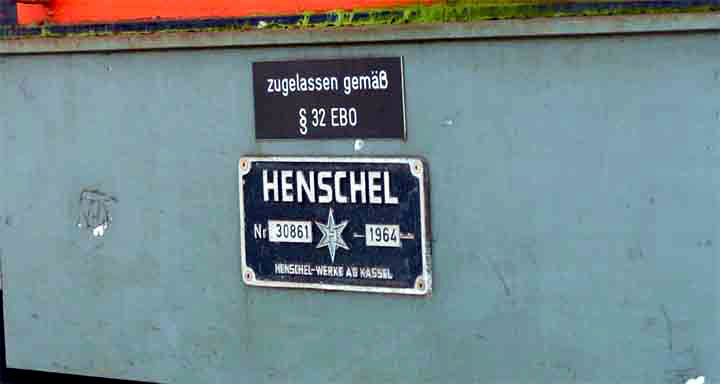 zugelassen gemäß
§ 32 EBO
HENSCHEL
Nr 30861 1964
HENSCHEL-WERKE AG KASSEL